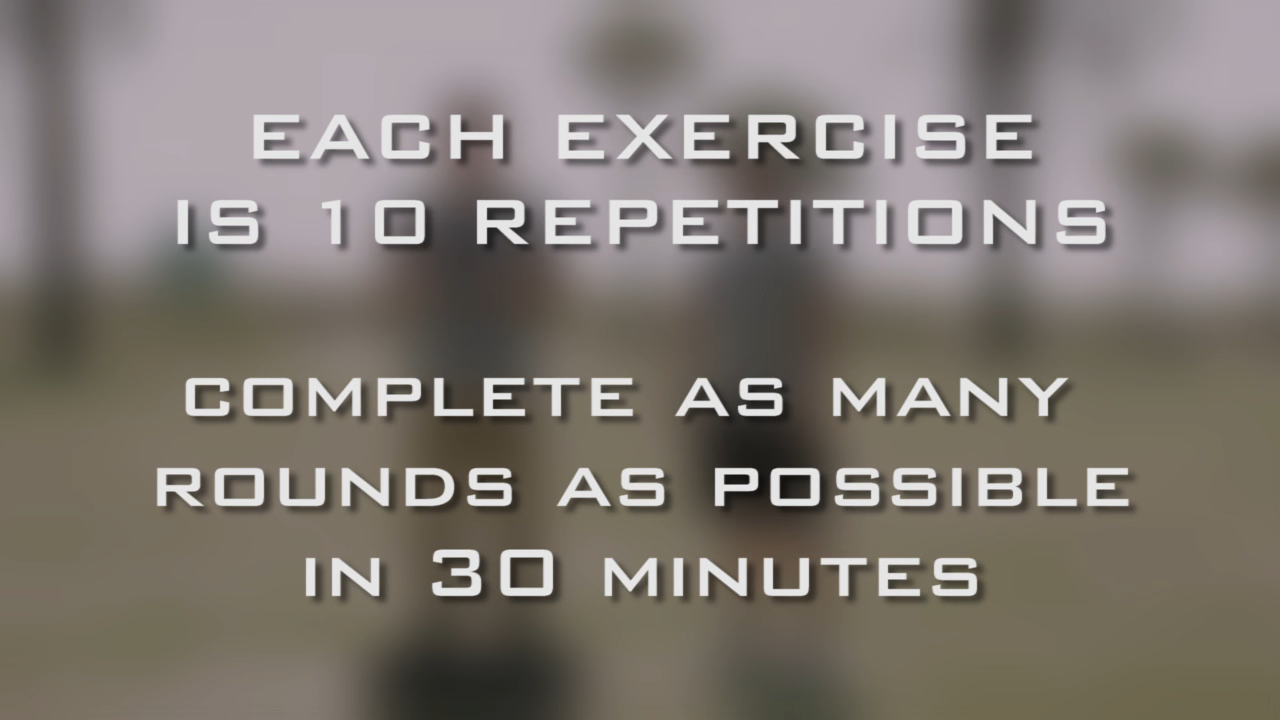 EACH EXERCISE
IS 10 REPETITIONS
COMPLETE AS MANY
ROUNDS AS POSSIBLE
IN 30 MINUTES